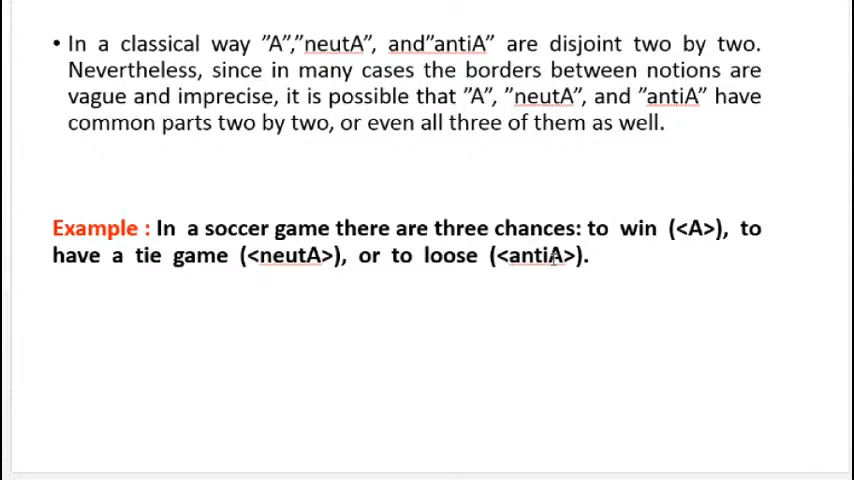 • In a classical way ”A”,”neutA”, and”antiA” are disjoint two by two.
Nevertheless, since in many cases the borders between notions are
vague and imprecise, it is possible that ”A”, ”neutA”, and ”antiA” have
common parts two by two, or even all three of them as well.
Example : In a soccer game there are three chances: to win (<A>), to
have a tie game (<neutA>), or to loose (<antiA>).